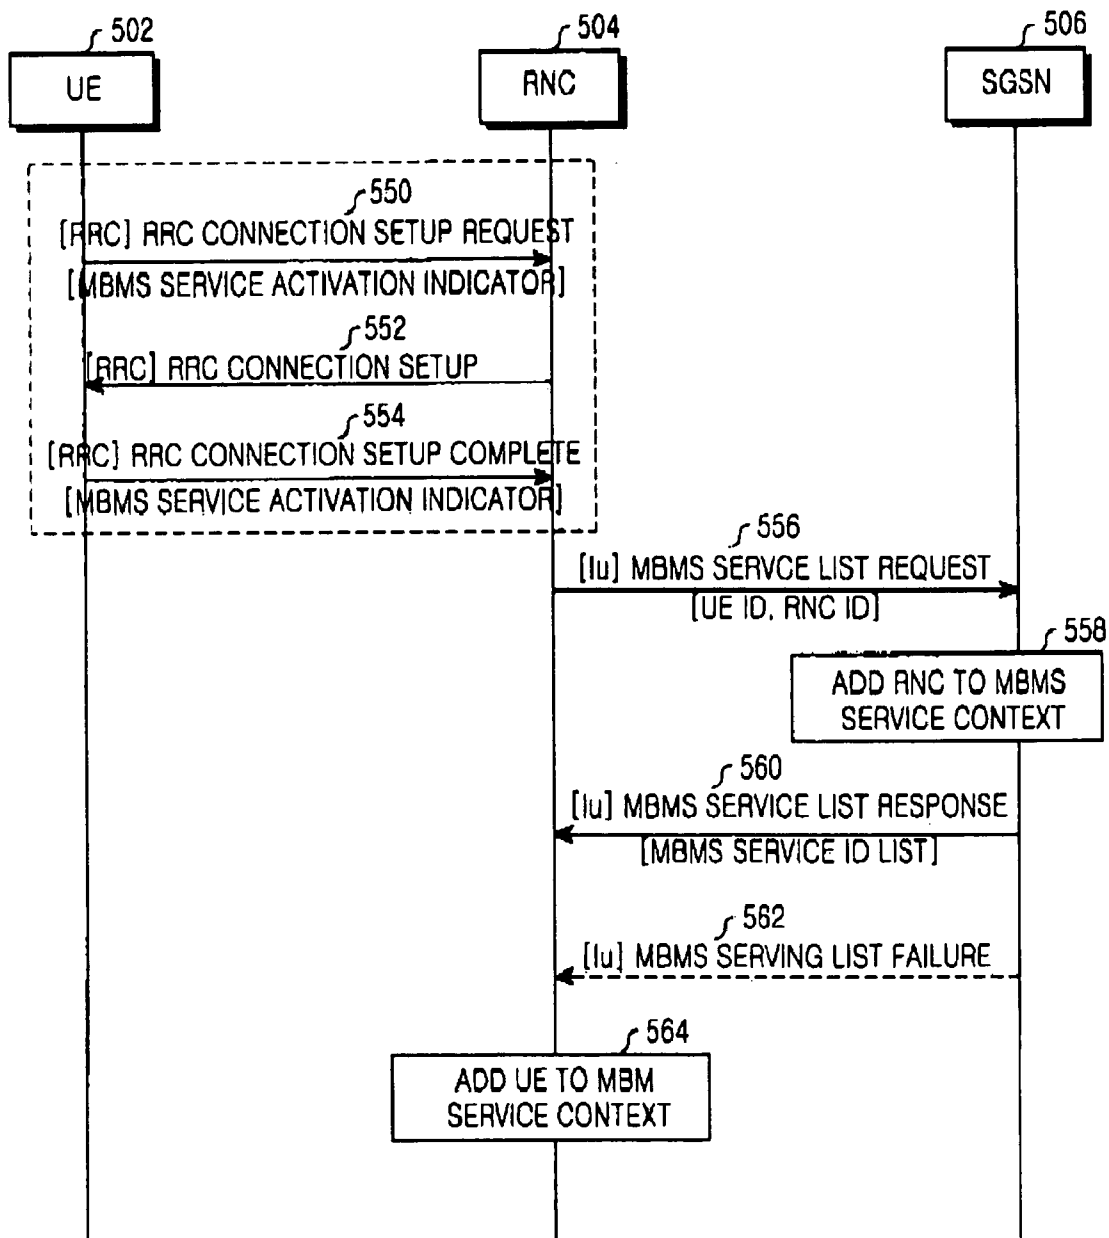 502
504
506
UE
RNC
SGSN
550
[RRC] RRC CONNECTION SETUP REQUEST
[MBMS SERVICE ACTIVATION INDICATOR]
552
[RRC] RRC CONNECTION SETUP
554
[RRC] RRC CONNECTION SETUP COMPLETE
[MBMS SERVICE ACTIVATION INDICATOR]
556
[Iu] MBMS SERVCE LIST REQUEST
[UE ID, RNC ID]
558
ADD RNC TO MBMS
SERVICE CONTEXT
560
[Iu] MBMS SERVICE LIST RESPONSE
[MBMS SERVICE ID LIST]
562
[Iu] MBMS SERVING LIST FAILURE
564
ADD UE TO MBM
SERVICE CONTEXT